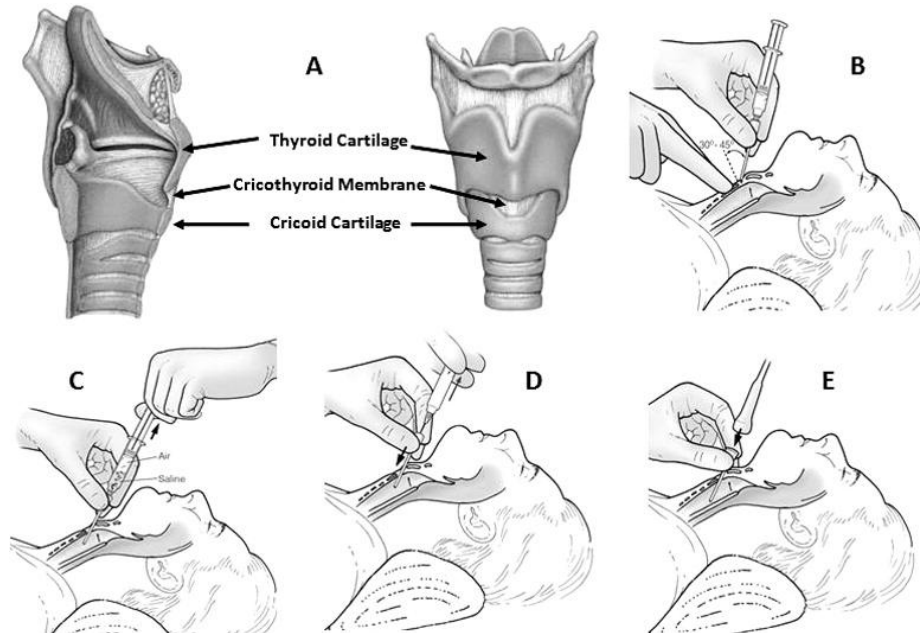 A
Thyroid Cartilage
Cricothyroid Membrane
Cricoid Cartilage
B
30°- 45°
C
Air
Saline
D
E